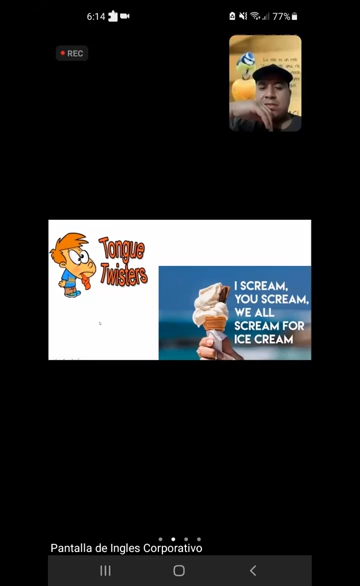 6:14
77%
REC
Tongue
Twisters
I SCREAM,
YOU SCREAM,
WE ALL
SCREAM FOR
ICE CREAM
Pantalla de Ingles Corporativo